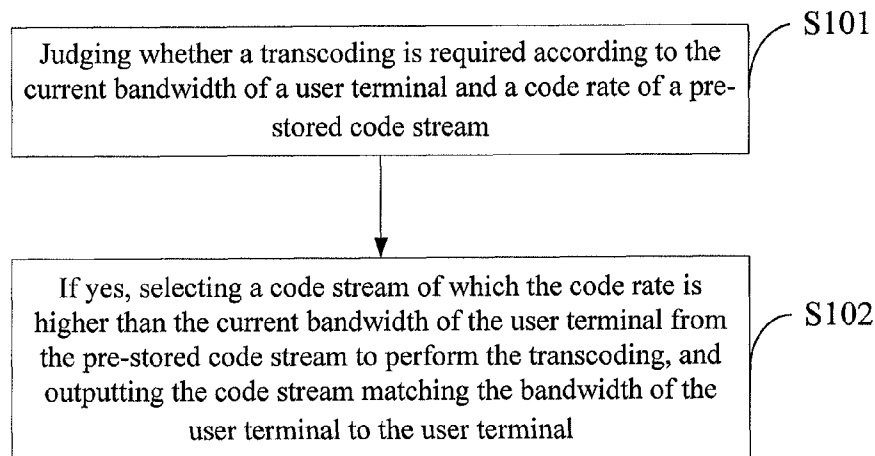 S101
Judging whether a transcoding is required according to the
current bandwidth of a user terminal and a code rate of a pre-
stored code stream
If yes, selecting a code stream of which the code rate is
higher than the current bandwidth of the user terminal from
the pre-stored code stream to perform the transcoding, and
outputting the code stream matching the bandwidth of the
user terminal to the user terminal
S102